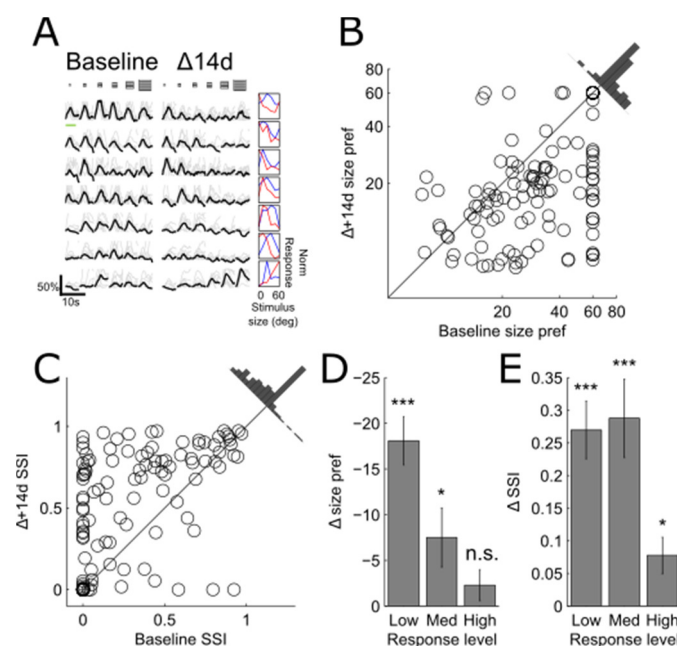 A
Baseline Δ14d
50%
10s
Norm
Response
0 60
Stimulus
size (deg)
B
80
60
40
20
Δ+14d size pref
20 40 60 80
Baseline size pref
C
1
0.5
0
Δ+14d SSI
0 0.5 1
Baseline SSI
D
−25
−20
−15
−10
−5
0
Δ size pref
***
*
n.s.
Low Med High
Response level
E
0.35
0.3
0.25
0.2
0.15
0.1
0.05
0
Δ SSI
***
***
*
Low Med High
Response level